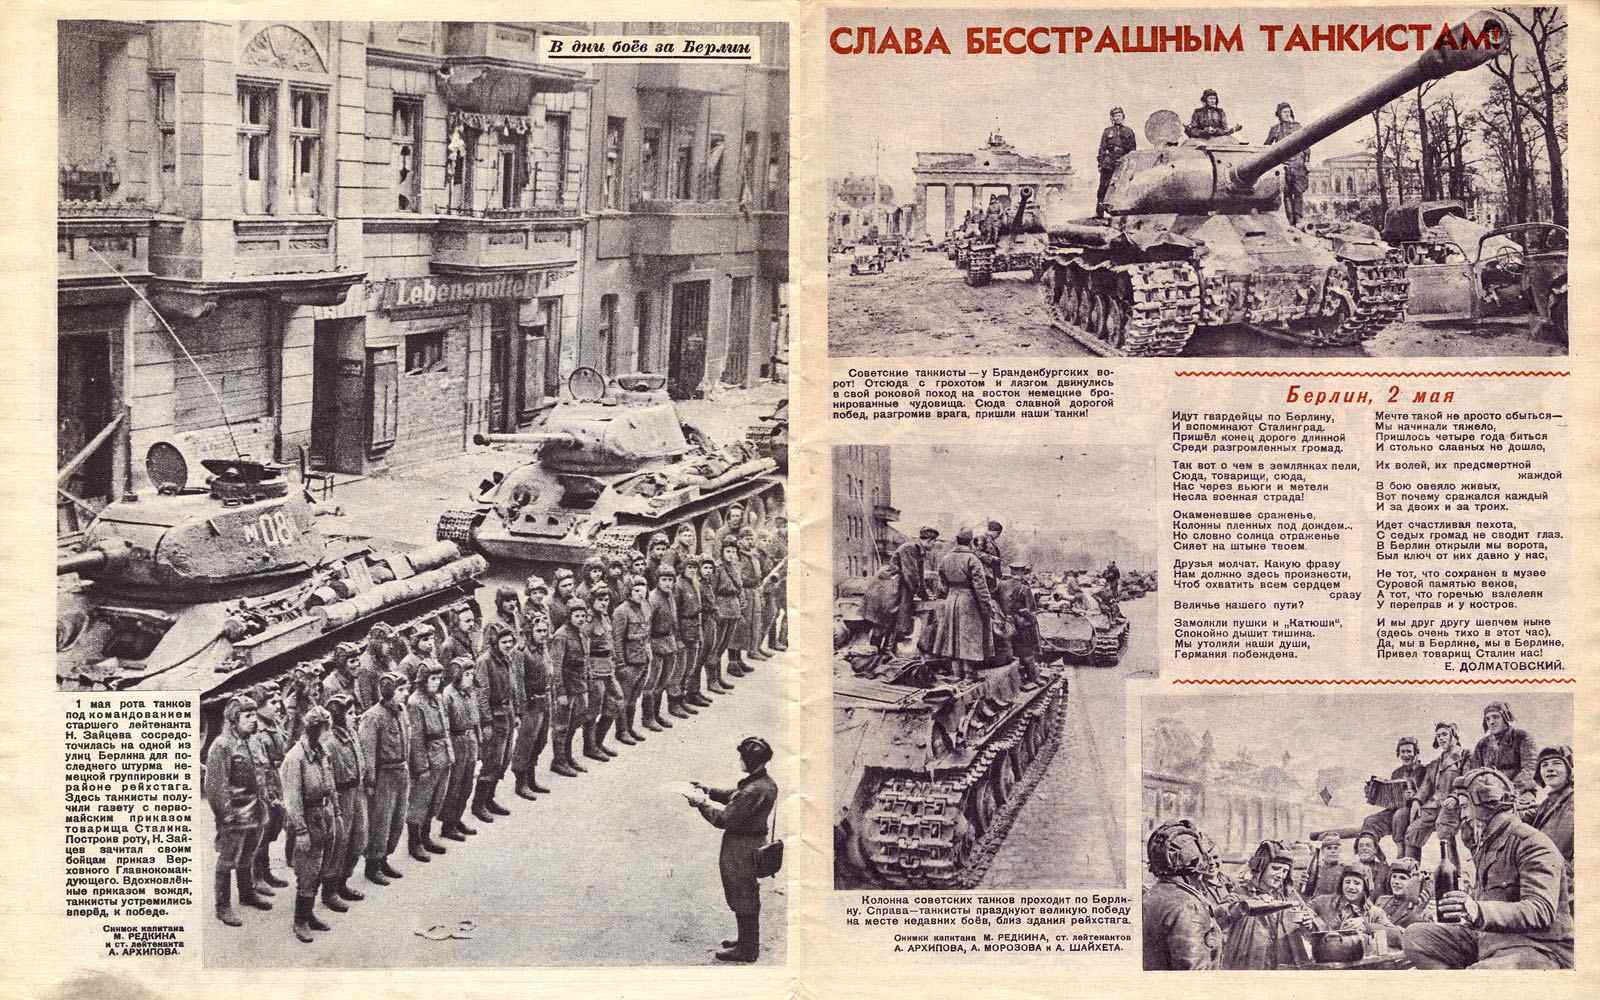 В дни боёв за Берлин
Lebensmittel
М08
1 мая рота танков
под командованием
старшего лейтенанта
Н. Зайцева сосредо-
точилась на одной из
улиц Берлина для по-
следнего штурма не-
мецкой группировки в
районе рейхстага.
Здесь танкисты полу-
чили газету с перво-
майским приказом
товарища Сталина.
Построив роту, Н. Зай-
цев зачитал своим
бойцам приказ Вер-
ховного Главнокоман-
дующего. Вдохновлён-
ные приказом вождя,
танкисты устремились
вперёд, к победе.
Снимок капитана
М. РЕДКИНА
и ст. лейтенанта
А. АРХИПОВА.
СЛАВА БЕССТРАШНЫМ ТАНКИСТАМ!
Советские танкисты — у Бранденбургских во-
рот! Отсюда с грохотом и лязгом двинулись
в свой роковой поход на восток немецкие бро-
нированные чудовища. Сюда славной дорогой
побед, разгромив врага, пришли наши танки!
Берлин, 2 мая
Идут гвардейцы по Берлину,
И вспоминают Сталинград.
Пришёл конец дороге длинной
Среди разгромленных громад.
Так вот о чем в землянках пели,
Сюда, товарищи, сюда,
Нас через вьюги и метели
Несла военная страда!
Окаменевшее сраженье,
Колонны пленных под дождем..
Но словно солнца отраженье
Сияет на штыке твоем.
Друзья молчат. Какую фразу
Нам должно здесь произнести,
Чтоб охватить всем сердцем
сразу
Величье нашего пути?
Замолкли пушки и „Катюши“,
Спокойно дышит тишина.
Мы утолили наши души,
Германия побеждена.
Мечте такой не просто сбыться—
Мы начинали тяжело,
Пришлось четыре года биться
И столько славных не дошло,
Их волей, их предсмертной
жаждой
В бою овеяло живых,
Вот почему сражался каждый
И за двоих и за троих.
Идет счастливая пехота,
С седых громад не сводит глаз.
В Берлин открыли мы ворота,
Был ключ от них давно у нас,
Не тот, что сохранен в музее
Суровой памятью веков,
А тот, что горечью взлелеян
У переправ и у костров.
И мы друг другу шепчем ныне
(здесь очень тихо в этот час).
Да, мы в Берлине, мы в Берлине,
Привел товарищ Сталин нас!
Е. ДОЛМАТОВСКИЙ.
Колонна советских танков проходит по Берли-
ну. Справа—танкисты празднуют великую победу
на месте недавних боёв, близ здания рейхстага.
Снимки капитана М. РЕДКИНА, ст. лейтенантов
А. АРХИПОВА, А. МОРОЗОВА и А. ШАЙХЕТА.